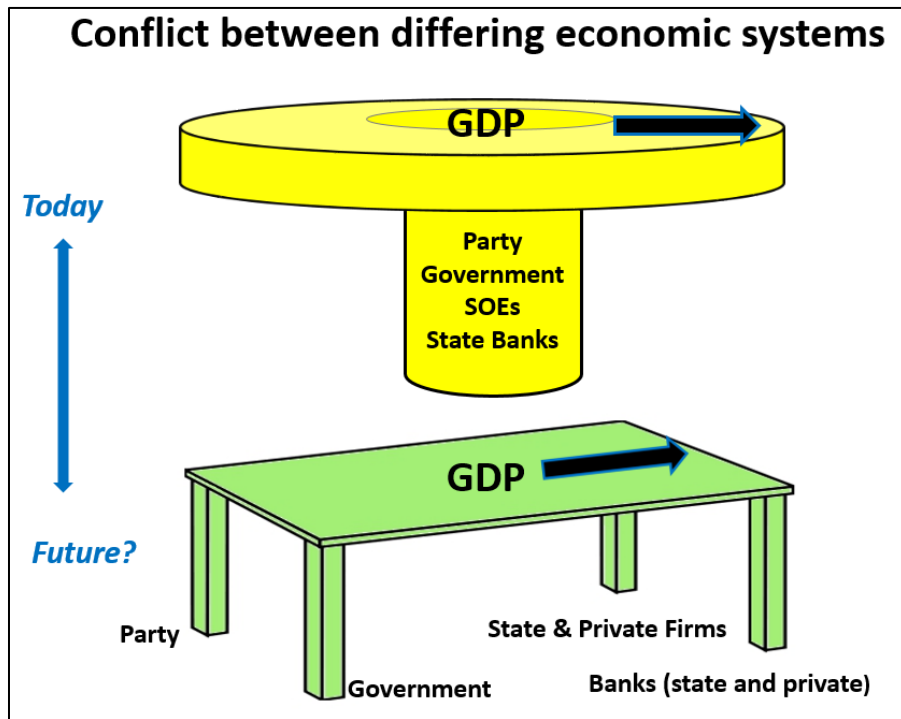 Conflict between differing economic systems
GDP
Today
Party
Government
SOEs
State Banks
GDP
Future?
Party
State & Private Firms
Government
Banks (state and private)